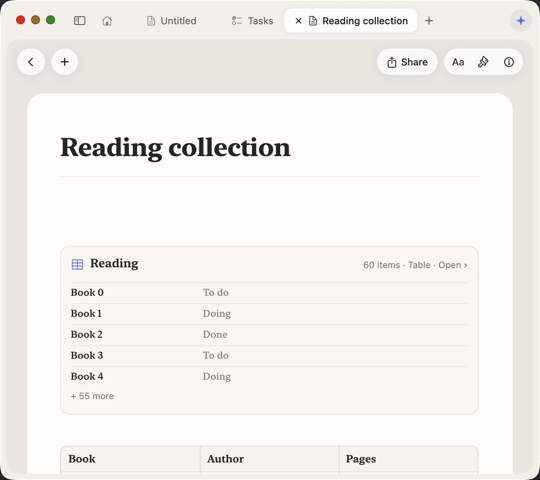 Untitled
Tasks
Reading collection
Share
Aa
Reading collection
Reading
60 items · Table · Open ›
Book 0 To do
Book 1 Doing
Book 2 Done
Book 3 To do
Book 4 Doing
+ 55 more
Book Author Pages